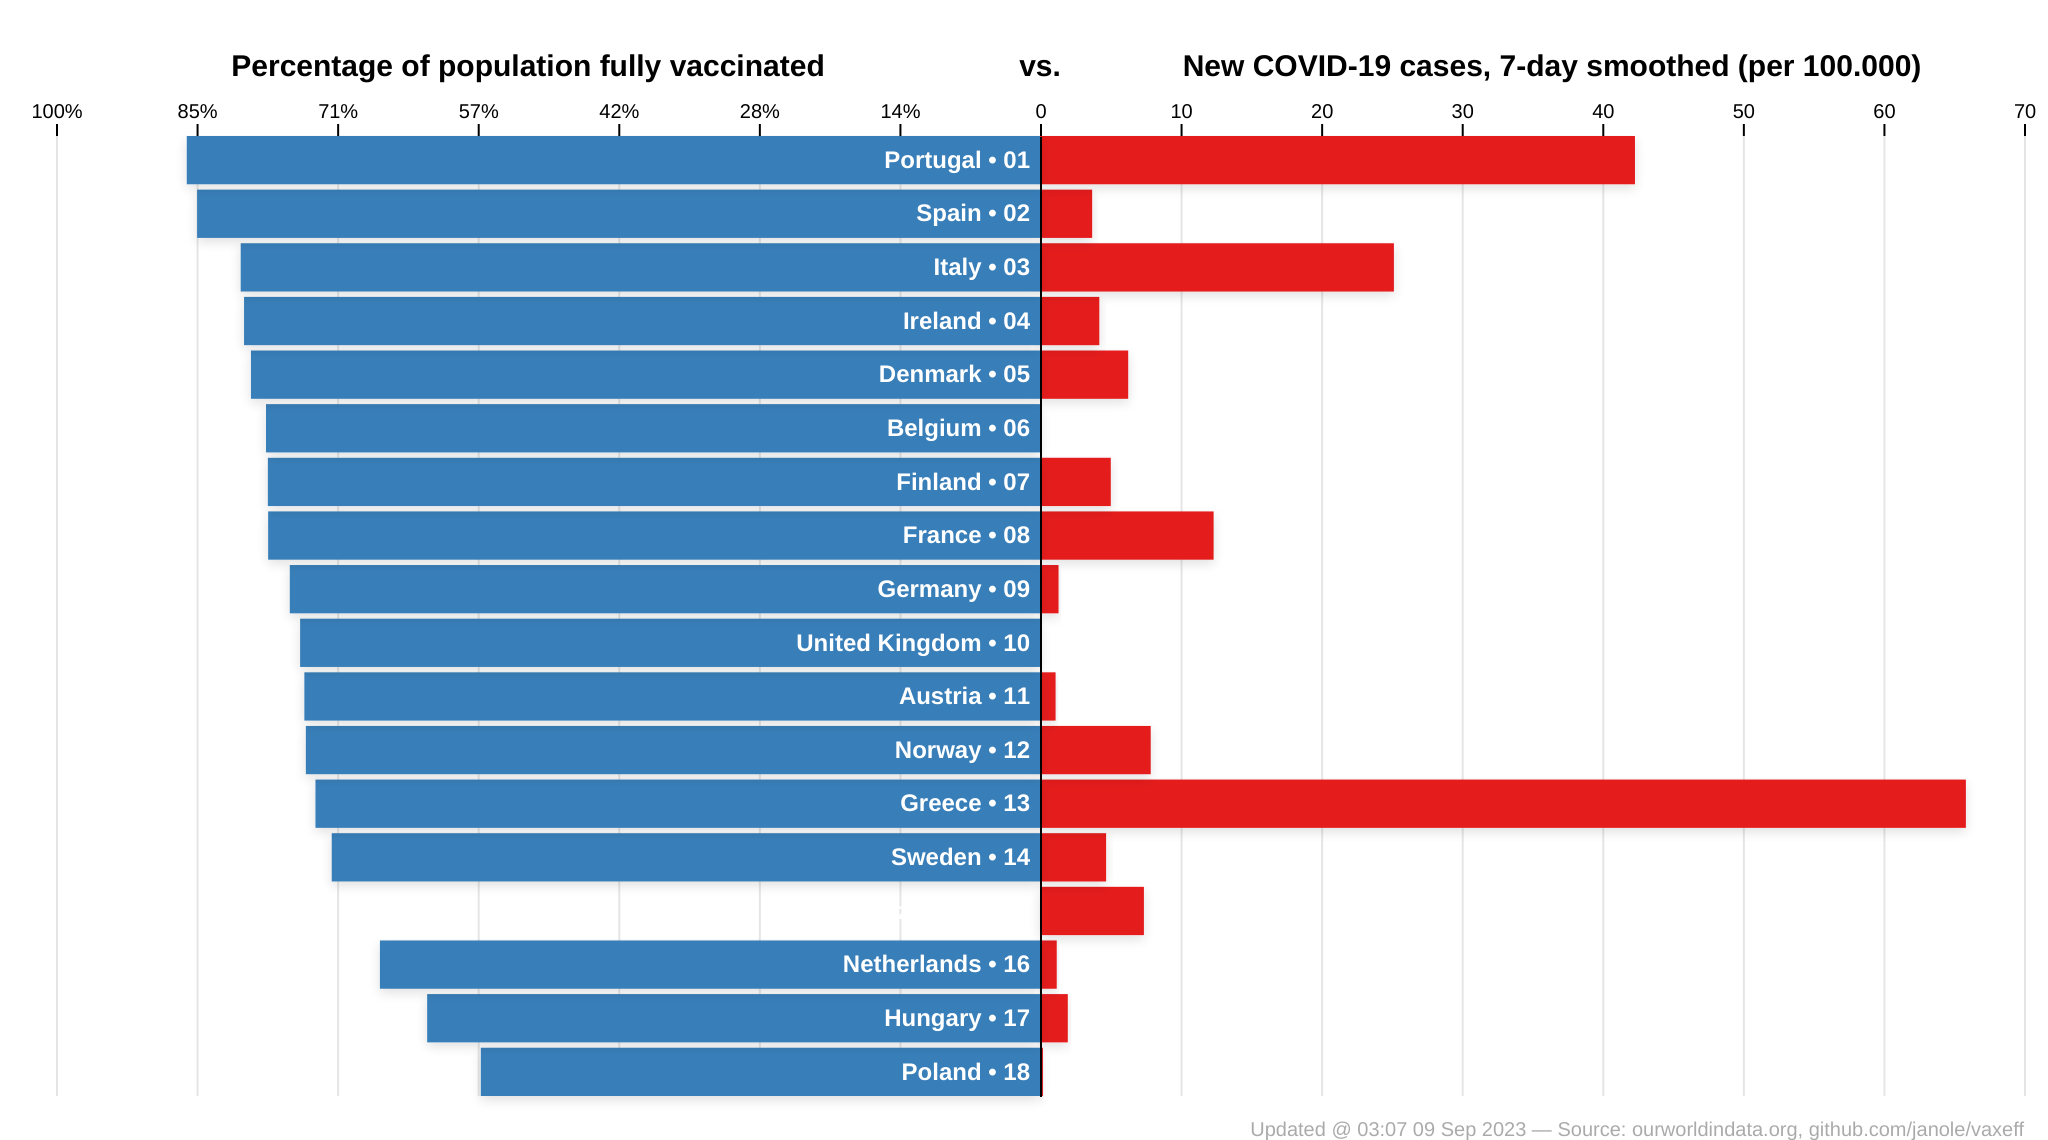 Percentage of population fully vaccinated vs. New COVID-19 cases, 7-day smoothed (per 100.000)
100% 85% 71% 57% 42% 28% 14% 0 10 20 30 40 50 60 70
Portugal • 01
Spain • 02
Italy • 03
Ireland • 04
Denmark • 05
Belgium • 06
Finland • 07
France • 08
Germany • 09
United Kingdom • 10
Austria • 11
Norway • 12
Greece • 13
Sweden • 14
Netherlands • 16
Hungary • 17
Poland • 18
Updated @ 03:07 09 Sep 2023 — Source: ourworldindata.org, github.com/janole/vaxeff